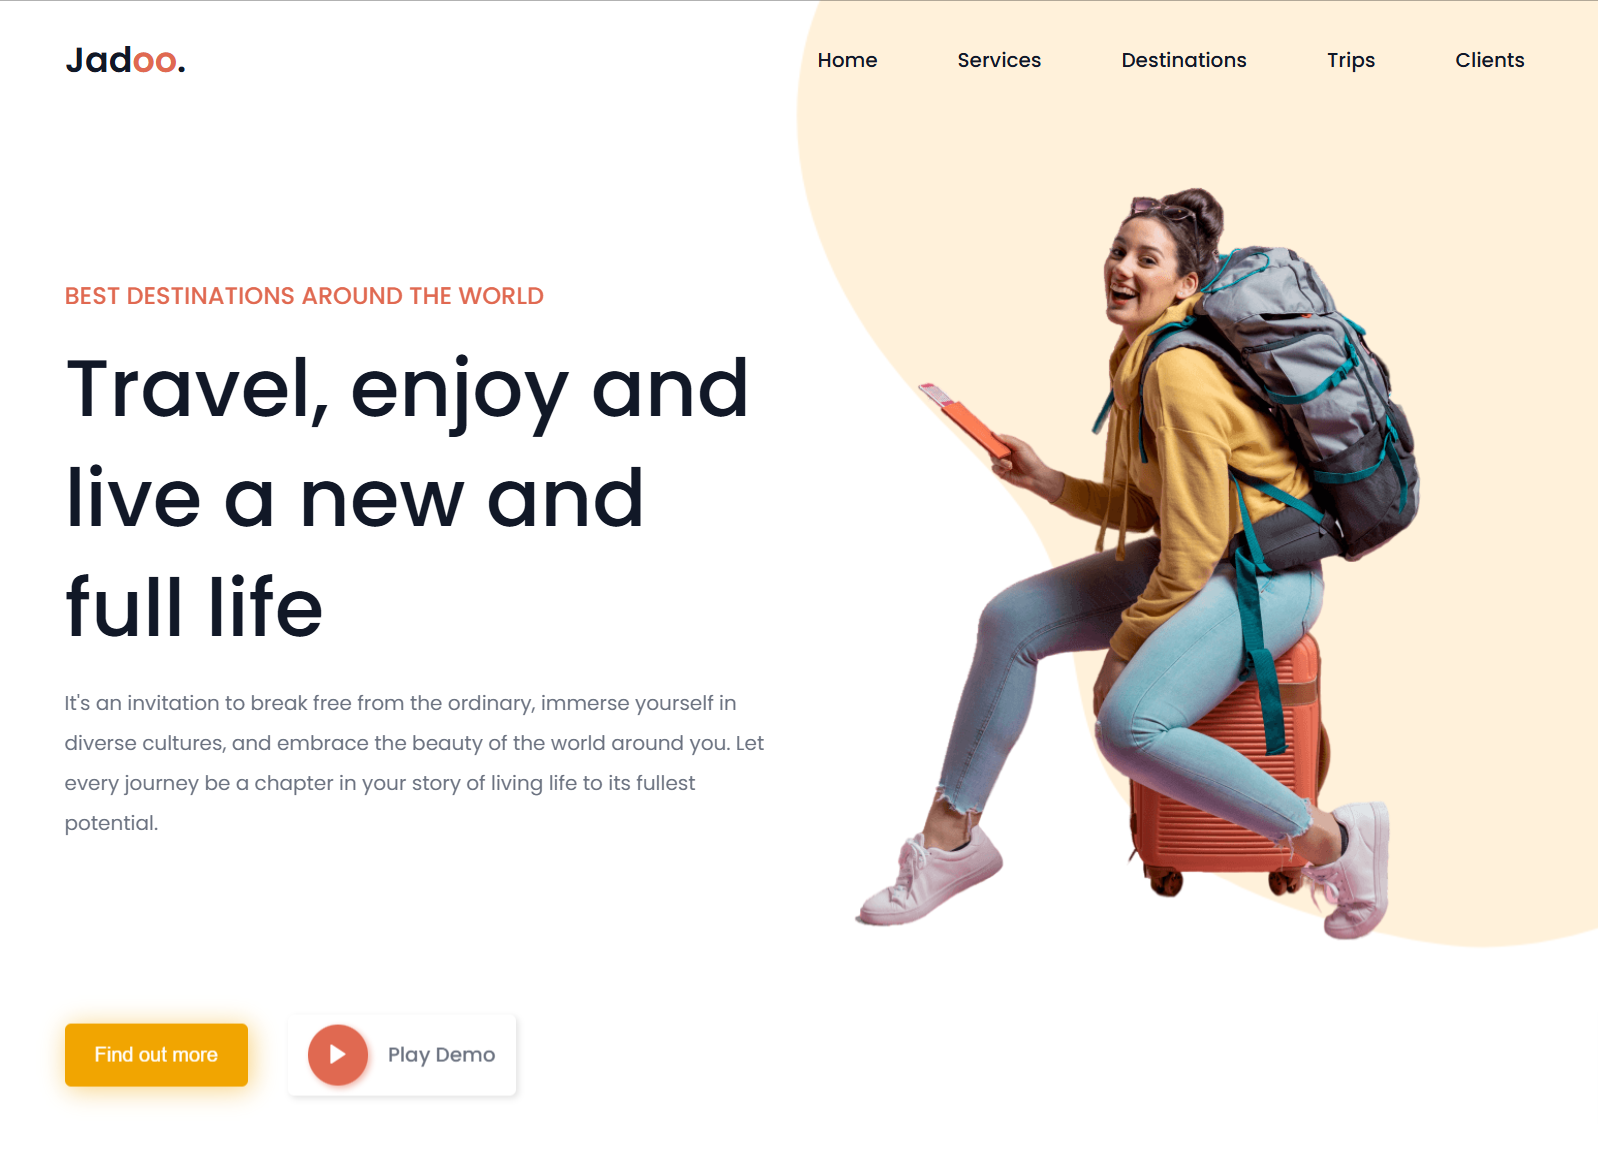 Jadoo.
Home Services Destinations Trips Clients
BEST DESTINATIONS AROUND THE WORLD
Travel, enjoy and
live a new and
full life
It's an invitation to break free from the ordinary, immerse yourself in
diverse cultures, and embrace the beauty of the world around you. Let
every journey be a chapter in your story of living life to its fullest
potential.
Find out more
Play Demo